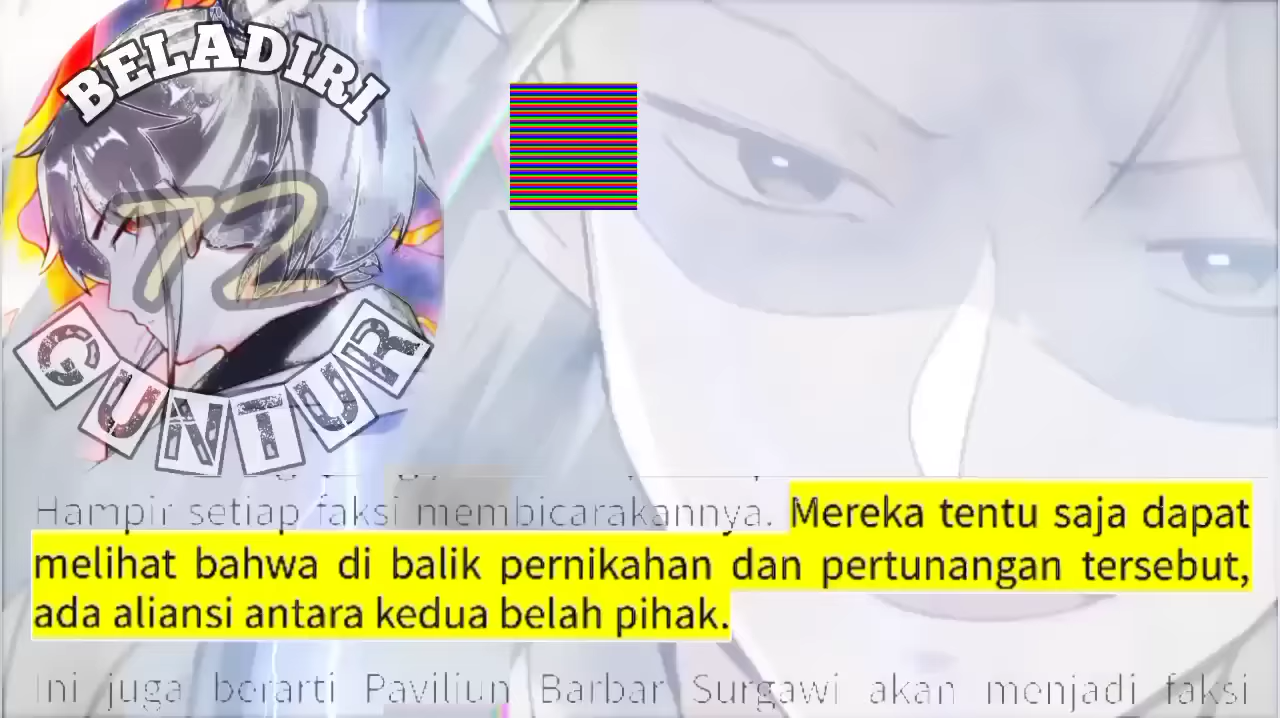 BELADIRI
72
GUNTUR
Hampir setiap faksi membicarakannya. Mereka tentu saja dapat
melihat bahwa di balik pernikahan dan pertunangan tersebut,
ada aliansi antara kedua belah pihak.
Ini juga berarti Paviliun Barbar Surgawi akan menjadi faksi